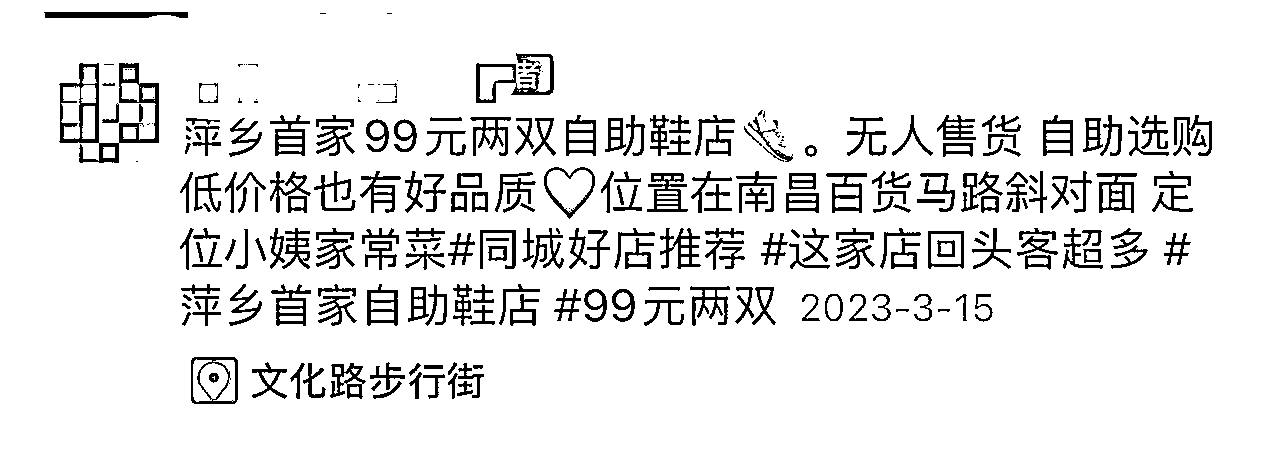 者
萍乡首家99元两双自助鞋店👟。无人售货 自助选购
低价格也有好品质♡位置在南昌百货马路斜对面 定
位小姨家常菜#同城好店推荐 #这家店回头客超多 #
萍乡首家自助鞋店 #99元两双 2023-3-15
文化路步行街